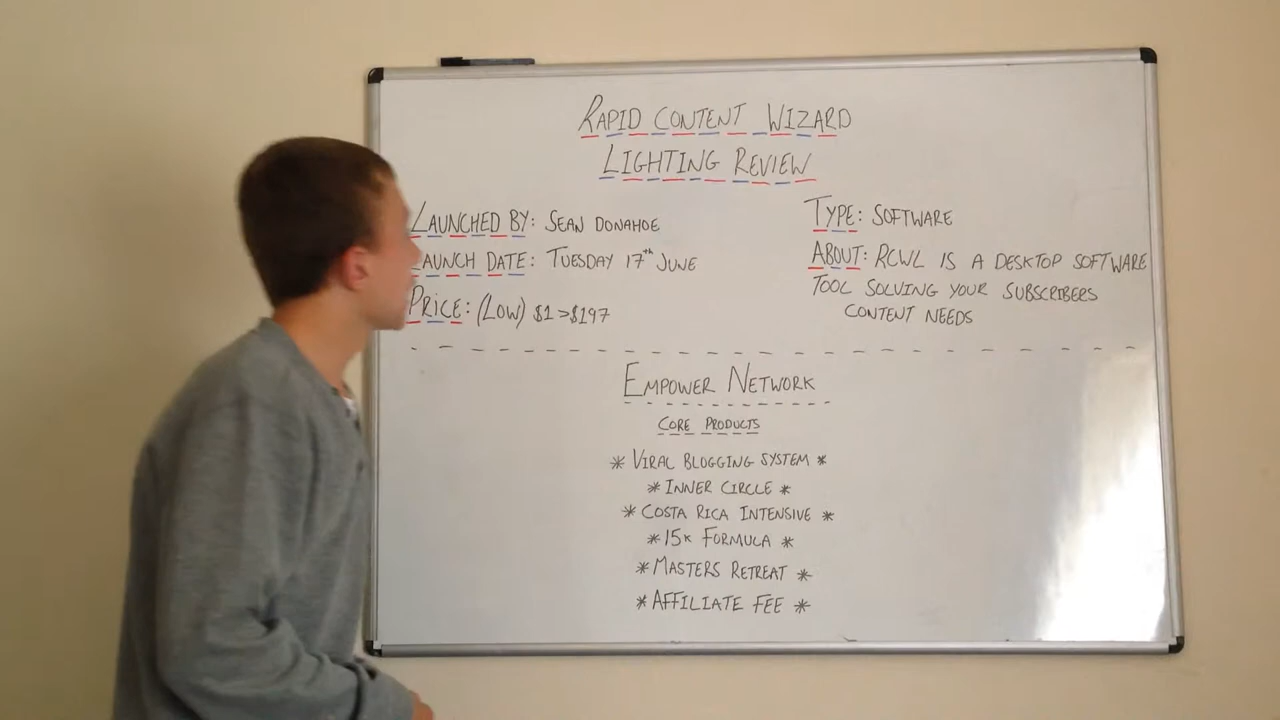 RAPID CONTENT WIZARD
LIGHTING REVIEW
LAUNCHED BY: SEAN DONAHOE
LAUNCH DATE: TUESDAY 17th JUNE
PRICE: (LOW) $1 > $197
TYPE: SOFTWARE
ABOUT: RCWL IS A DESKTOP SOFTWARE
TOOL SOLVING YOUR SUBSCRIBERS
CONTENT NEEDS
EMPOWER NETWORK
CORE PRODUCTS
* VIRAL BLOGGING SYSTEM *
* INNER CIRCLE *
* COSTA RICA INTENSIVE *
* 15K FORMULA *
* MASTERS RETREAT *
* AFFILIATE FEE *